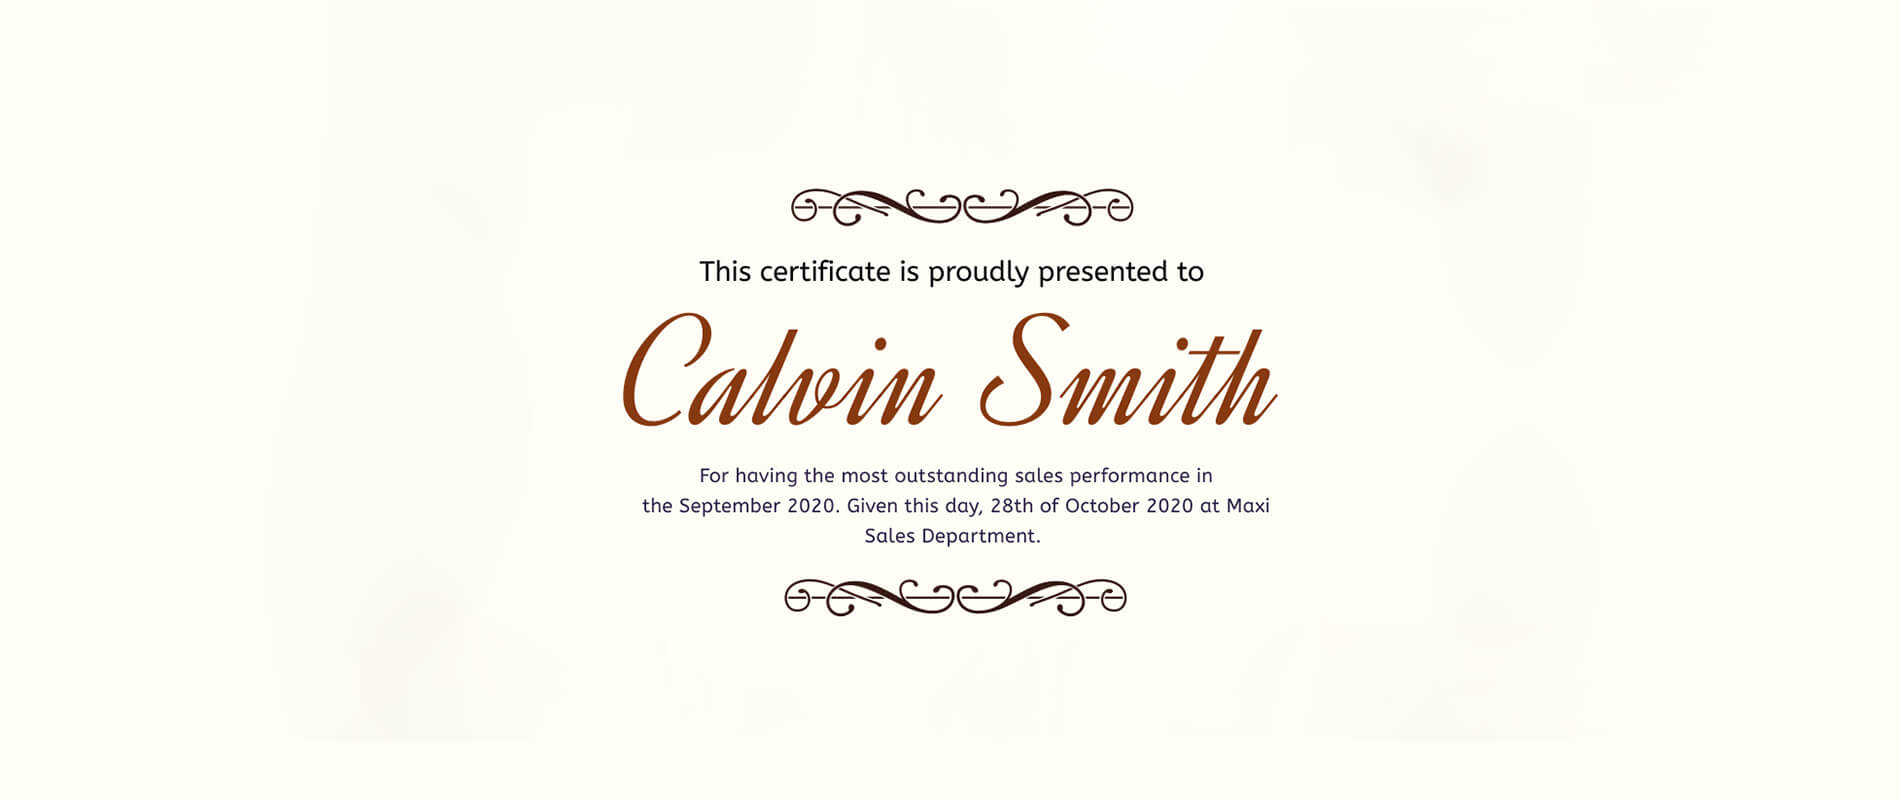 This certificate is proudly presented to
Calvin Smith
For having the most outstanding sales performance in
the September 2020. Given this day, 28th of October 2020 at Maxi
Sales Department.